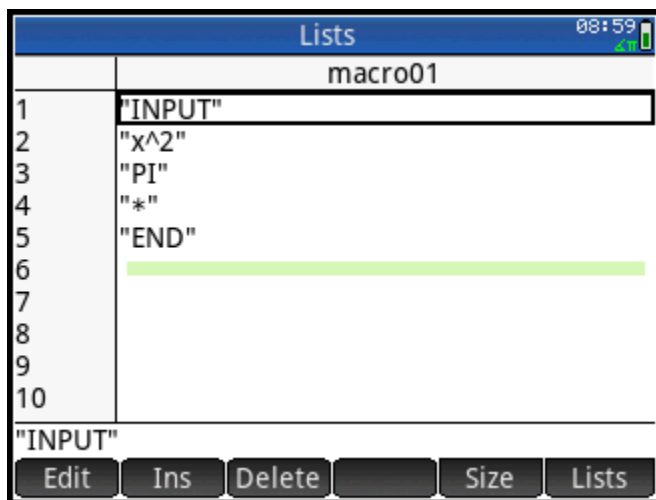 Lists 08:59
∡π
macro01
1 "INPUT"
2 "x^2"
3 "PI"
4 "*"
5 "END"
6
7
8
9
10
"INPUT"
Edit Ins Delete Size Lists